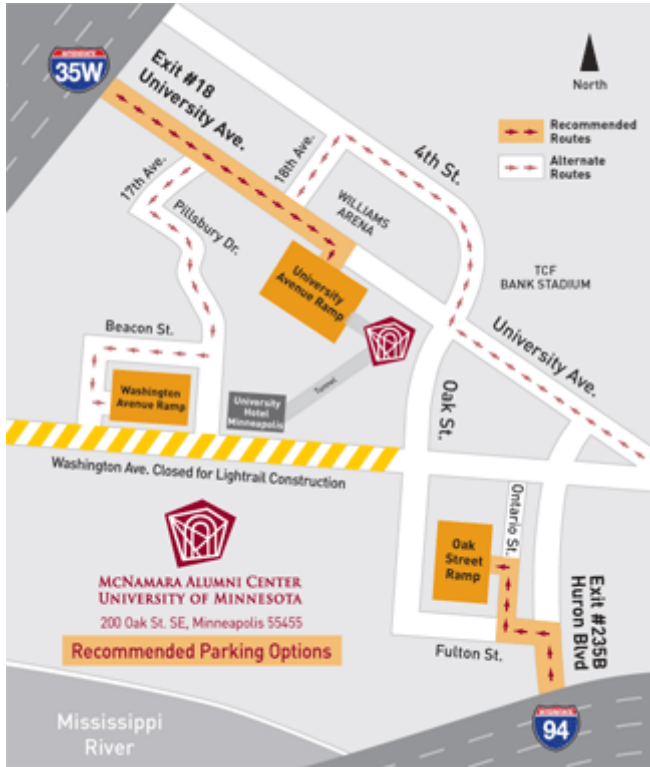 INTERSTATE
35W
Exit #18
University Ave.
North
Recommended
Routes
Alternate
Routes
4th St.
18th Ave.
17th Ave.
Pillsbury Dr.
WILLIAMS
ARENA
University
Avenue Ramp
TCF
BANK STADIUM
University Ave.
Beacon St.
Washington
Avenue Ramp
University
Hotel
Minneapolis
Tunnel
Oak St.
Washington Ave. Closed for Lightrail Construction
Ontario St.
Oak
Street
Ramp
Exit #235B
Huron Blvd
Fulton St.
MCNAMARA ALUMNI CENTER
UNIVERSITY OF MINNESOTA
200 Oak St. SE, Minneapolis 55455
Recommended Parking Options
Mississippi
River
INTERSTATE
94